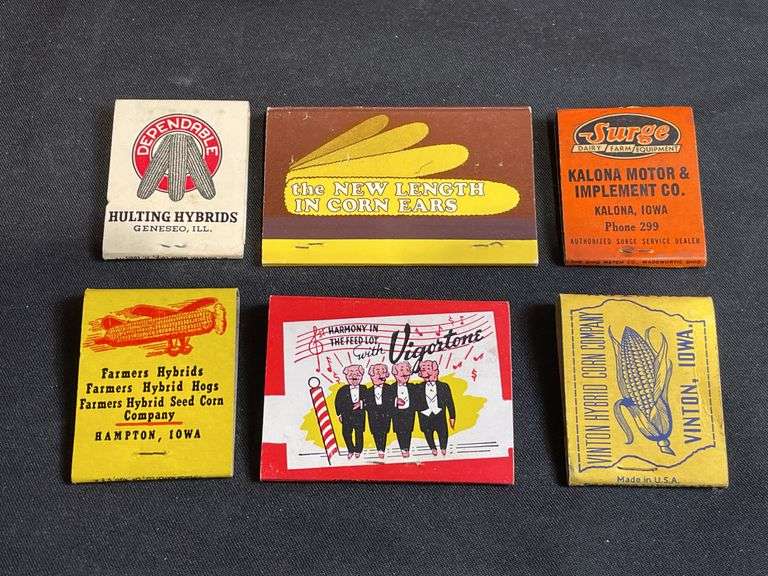 DEPENDABLE
HULTING HYBRIDS
GENESEO, ILL.
the NEW LENGTH
IN CORN EARS
Surge
DAIRY FARM EQUIPMENT
KALONA MOTOR &
IMPLEMENT CO.
KALONA, IOWA
Phone 299
AUTHORIZED SURGE SERVICE DEALER
Farmers Hybrids
Farmers Hybrid Hogs
Farmers Hybrid Seed Corn
Company
HAMPTON, IOWA
HARMONY IN
THE FEED LOT
with Vigortone
VINTON HYBRID CORN COMPANY
VINTON, IOWA.
Made in U.S.A.